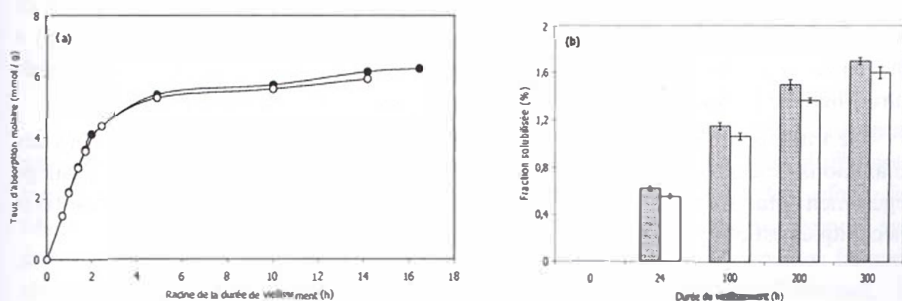 (a)
Taux d'absorption molaire (mmol / g)
8
6
4
2
0
0 2 4 6 8 10 12 14 16 18
Racine de la durée de vieillissement (h)
(b)
Fraction solubilisée (%)
2
1,6
1,2
0,8
0,4
0
0 24 100 200 300
Durée du vieillissement (h)